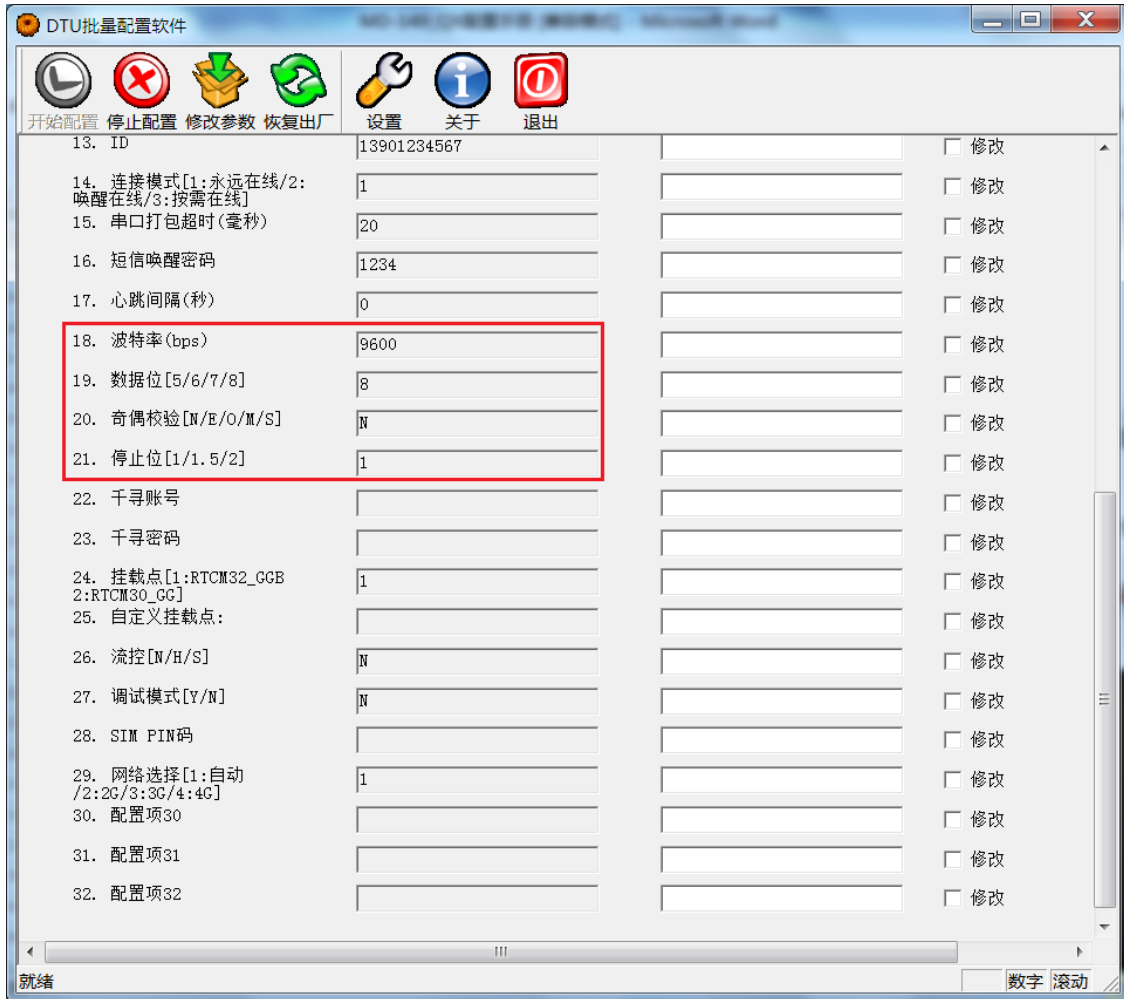 DTU批量配置软件
开始配置 停止配置 修改参数 恢复出厂 设置 关于 退出
13. ID 13901234567 修改
14. 连接模式[1:永远在线/2:
唤醒在线/3:按需在线] 1 修改
15. 串口打包超时(毫秒) 20 修改
16. 短信唤醒密码 1234 修改
17. 心跳间隔(秒) 0 修改
18. 波特率(bps) 9600 修改
19. 数据位[5/6/7/8] 8 修改
20. 奇偶校验[N/E/O/M/S] N 修改
21. 停止位[1/1.5/2] 1 修改
22. 千寻账号 修改
23. 千寻密码 修改
24. 挂载点[1:RTCM32_GGB
2:RTCM30_GG] 1 修改
25. 自定义挂载点: 修改
26. 流控[N/H/S] N 修改
27. 调试模式[Y/N] N 修改
28. SIM PIN码 修改
29. 网络选择[1:自动
/2:2G/3:3G/4:4G] 1 修改
30. 配置项30 修改
31. 配置项31 修改
32. 配置项32 修改
就绪 数字 滚动